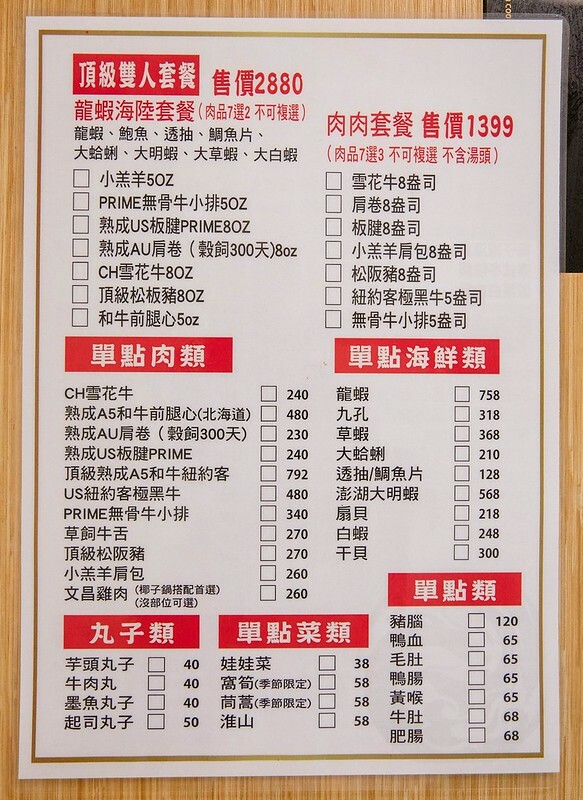 頂級雙人套餐 售價2880
龍蝦海陸套餐(肉品7選2 不可複選)
龍蝦、鮑魚、透抽、鯛魚片、
大蛤蜊、大明蝦、大草蝦、大白蝦
小羔羊5OZ
PRIME無骨牛小排5OZ
熟成US板腱PRIME8OZ
熟成AU肩卷(穀飼300天)8oz
CH雪花牛8OZ
頂級松板豬8OZ
和牛前腿心5oz
肉肉套餐 售價1399
(肉品7選3 不可複選 不含湯頭)
雪花牛8盎司
肩卷8盎司
板腱8盎司
小羔羊肩包8盎司
松阪豬8盎司
紐約客極黑牛5盎司
無骨牛小排5盎司
單點肉類
CH雪花牛 240
熟成A5和牛前腿心(北海道) 480
熟成AU肩卷(穀飼300天) 230
熟成US板腱PRIME 240
頂級熟成A5和牛紐約客 792
US紐約客極黑牛 480
PRIME無骨牛小排 340
草飼牛舌 270
頂級松阪豬 270
小羔羊肩包 260
文昌雞肉 (椰子鍋搭配首選) 260
(沒部位可選)
單點海鮮類
龍蝦 758
九孔 318
草蝦 368
大蛤蜊 210
透抽/鯛魚片 128
澎湖大明蝦 568
扇貝 218
白蝦 248
干貝 300
丸子類
芋頭丸子 40
牛肉丸 40
墨魚丸子 40
起司丸子 50
單點菜類
娃娃菜 38
窩筍(季節限定) 58
茼蒿(季節限定) 58
淮山 58
單點類
豬腦 120
鴨血 65
毛肚 65
鴨腸 65
黃喉 65
牛肚 68
肥腸 68